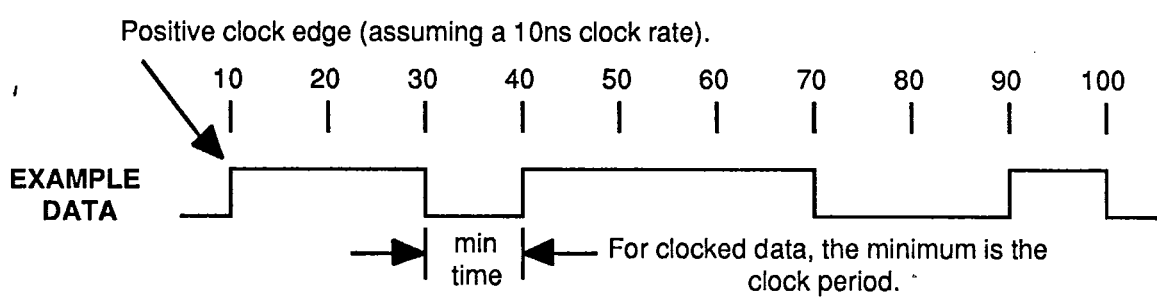 Positive clock edge (assuming a 10ns clock rate).
10 20 30 40 50 60 70 80 90 100
EXAMPLE
DATA
min
time
For clocked data, the minimum is the
clock period.